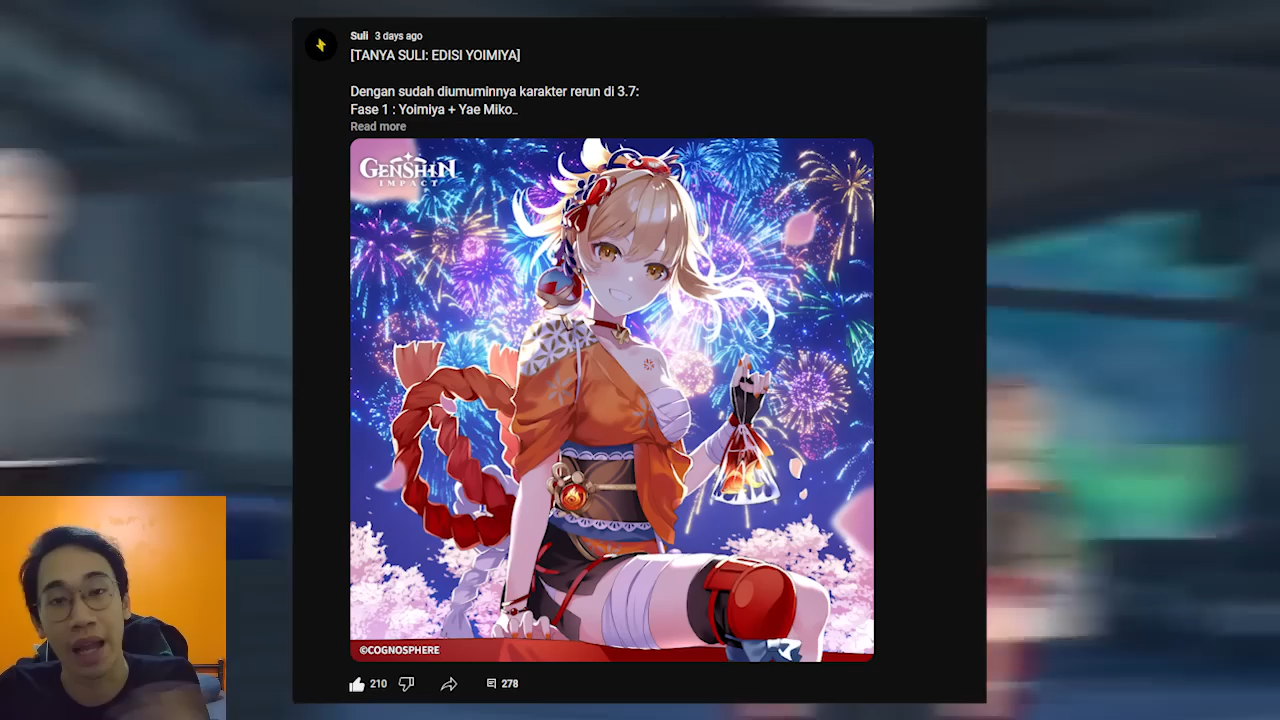 Suli 3 days ago
[TANYA SULI: EDISI YOIMIYA]
Dengan sudah diumuminnya karakter rerun di 3.7:
Fase 1 : Yoimiya + Yae Miko..
Read more
GENSHIN
IMPACT
©COGNOSPHERE
210
278